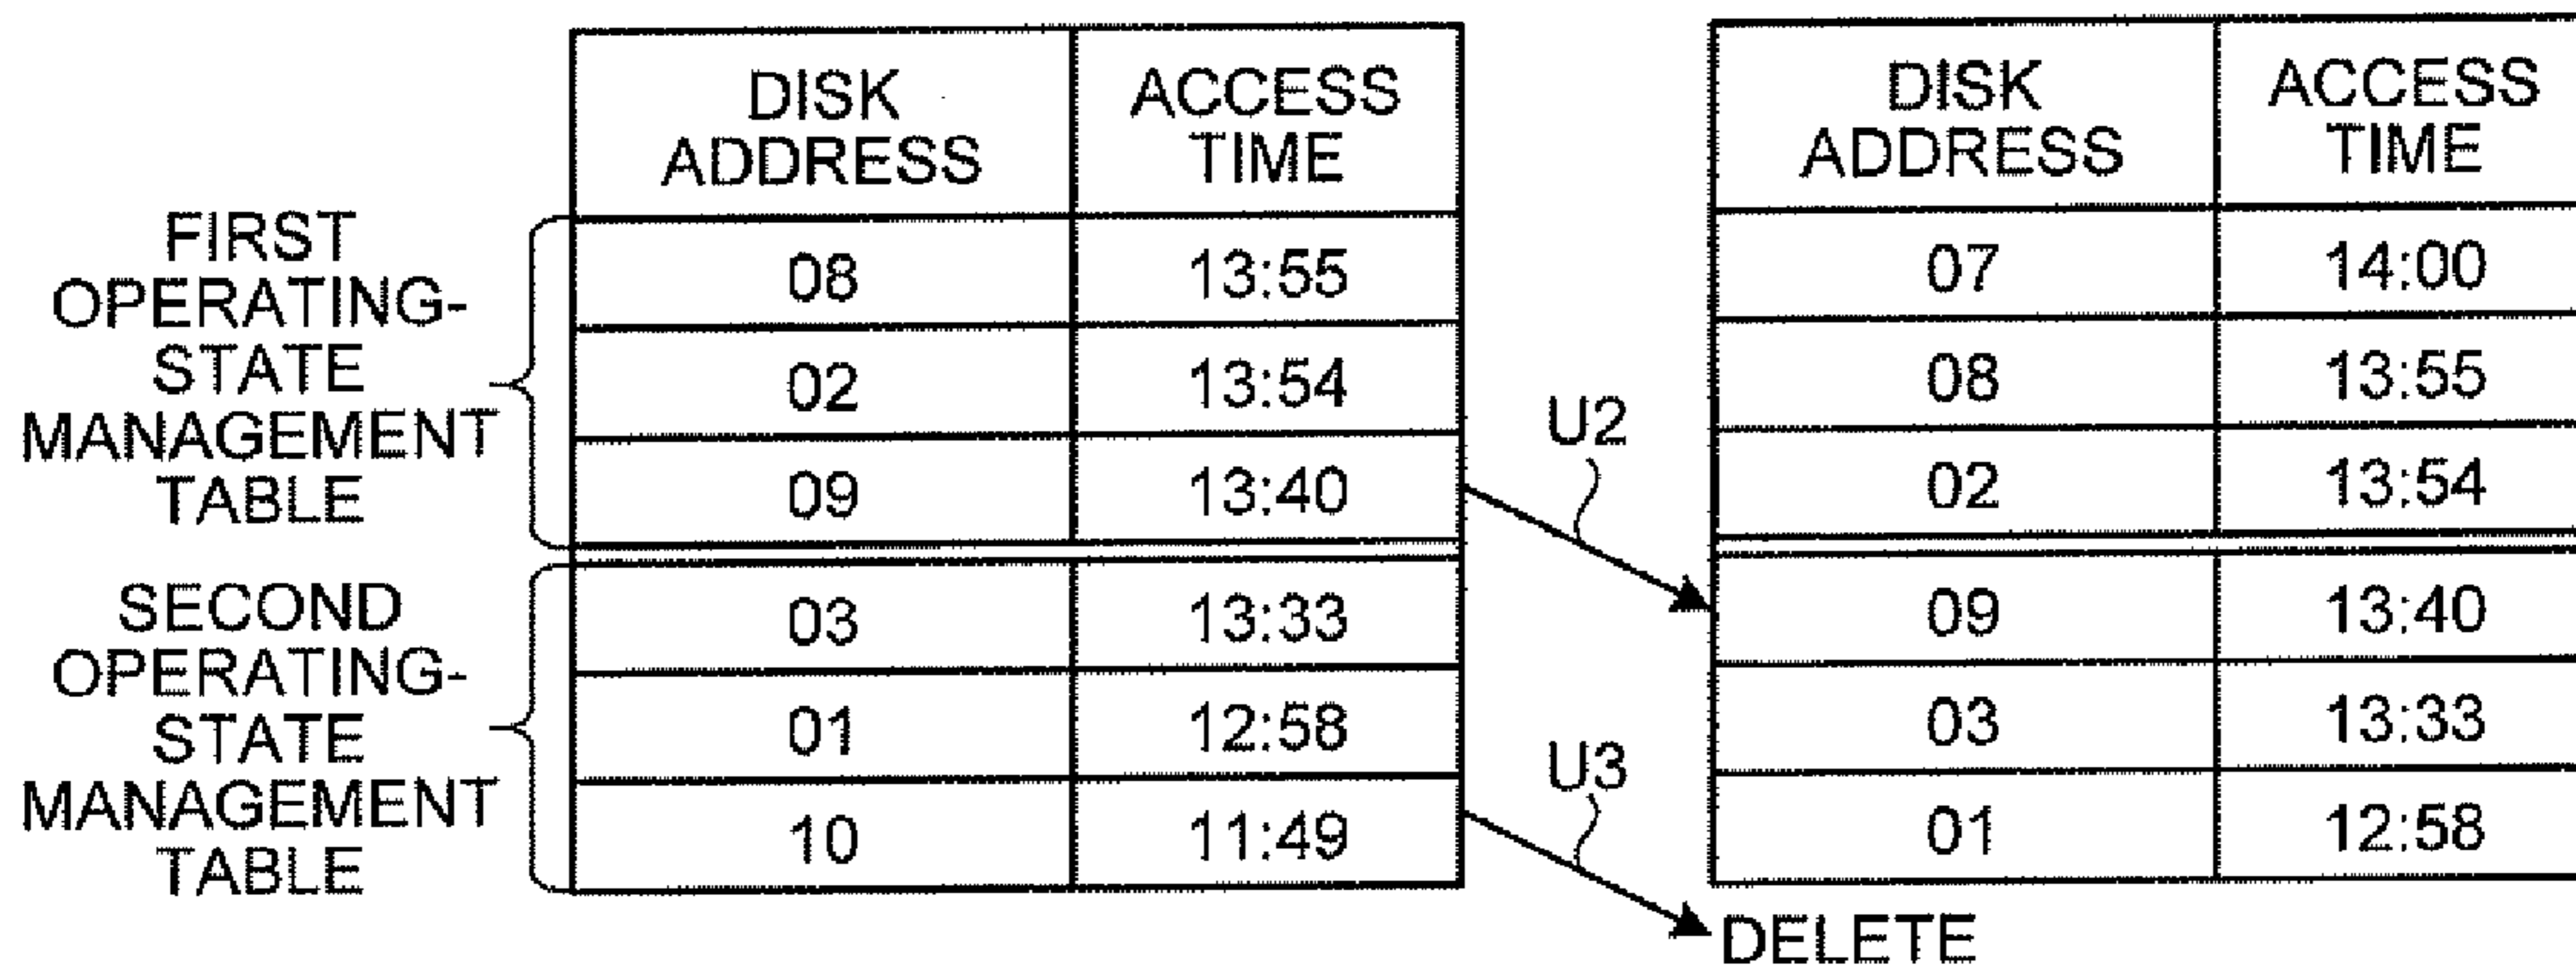 DISK
ADDRESS
ACCESS
TIME
DISK
ADDRESS
ACCESS
TIME
FIRST
OPERATING-
STATE
MANAGEMENT
TABLE
08 13:55
02 13:54
09 13:40
SECOND
OPERATING-
STATE
MANAGEMENT
TABLE
03 13:33
01 12:58
10 11:49
U2
U3
07 14:00
08 13:55
02 13:54
09 13:40
03 13:33
01 12:58
DELETE